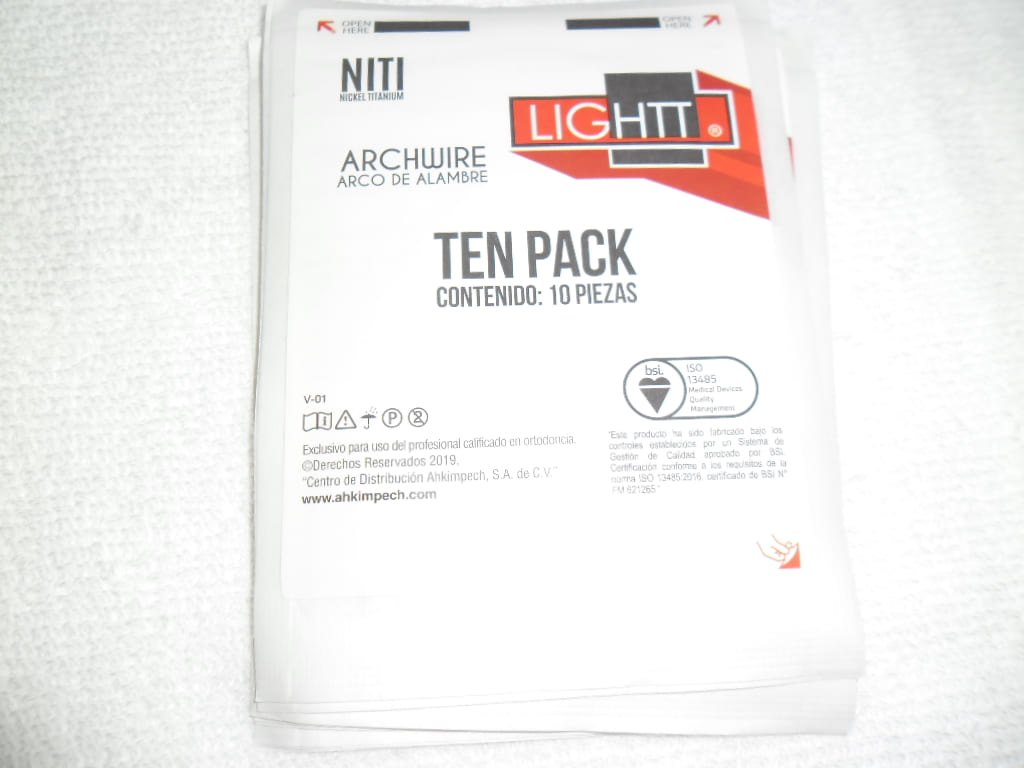 OPEN
HERE
OPEN
HERE
NITI
NICKEL TITANIUM
LIGHTT ®
ARCHWIRE
ARCO DE ALAMBRE
TEN PACK
CONTENIDO: 10 PIEZAS
bsi.
ISO
13485
Medical Devices
Quality
Management
V-01
Exclusivo para uso del profesional calificado en ortodoncia.
©Derechos Reservados 2019,
"Centro de Distribución Ahkimpech, S.A. de C.V."
www.ahkimpech.com
"Este producto ha sido fabricado bajo los
controles establecidos por un Sistema de
Gestión de Calidad aprobado por BSI,
Certificación conforme a los requisitos de la
norma ISO 13485:2016, certificado de BSI N°
FM 621265."